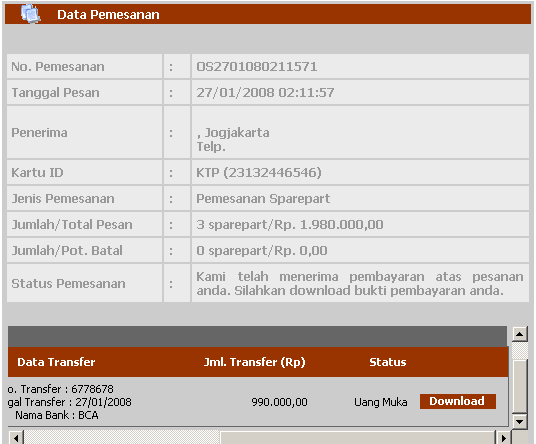 Data Pemesanan
No. Pemesanan : OS2701080211571
Tanggal Pesan : 27/01/2008 02:11:57
Penerima : , Jogjakarta
Telp.
Kartu ID : KTP (23132446546)
Jenis Pemesanan : Pemesanan Sparepart
Jumlah/Total Pesan : 3 sparepart/Rp. 1.980.000,00
Jumlah/Pot. Batal : 0 sparepart/Rp. 0,00
Status Pemesanan : Kami telah menerima pembayaran atas pesanan
anda. Silahkan download bukti pembayaran anda.
Data Transfer Jml. Transfer (Rp) Status
o. Transfer : 6778678
gal Transfer : 27/01/2008 990.000,00 Uang Muka Download
Nama Bank : BCA